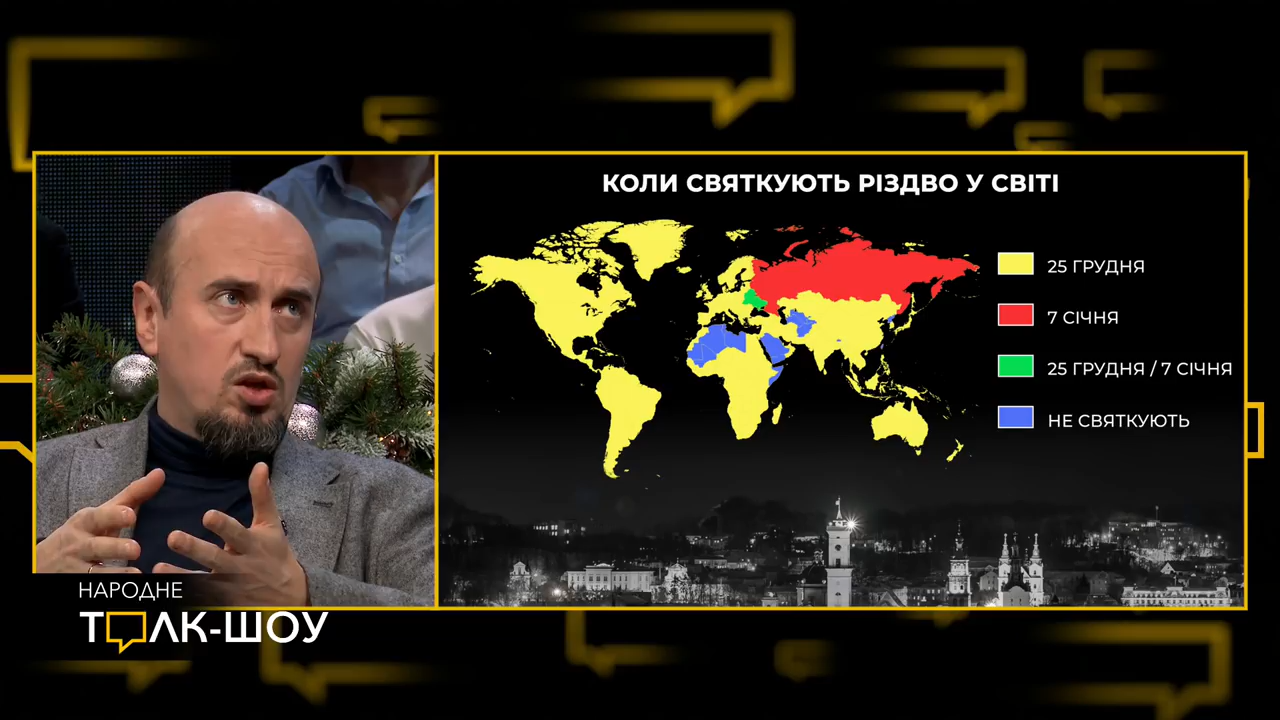 КОЛИ СВЯТКУЮТЬ РІЗДВО У СВІТІ
25 ГРУДНЯ
7 СІЧНЯ
25 ГРУДНЯ / 7 СІЧНЯ
НЕ СВЯТКУЮТЬ
НАРОДНЕ
ТОЛК-ШОУ